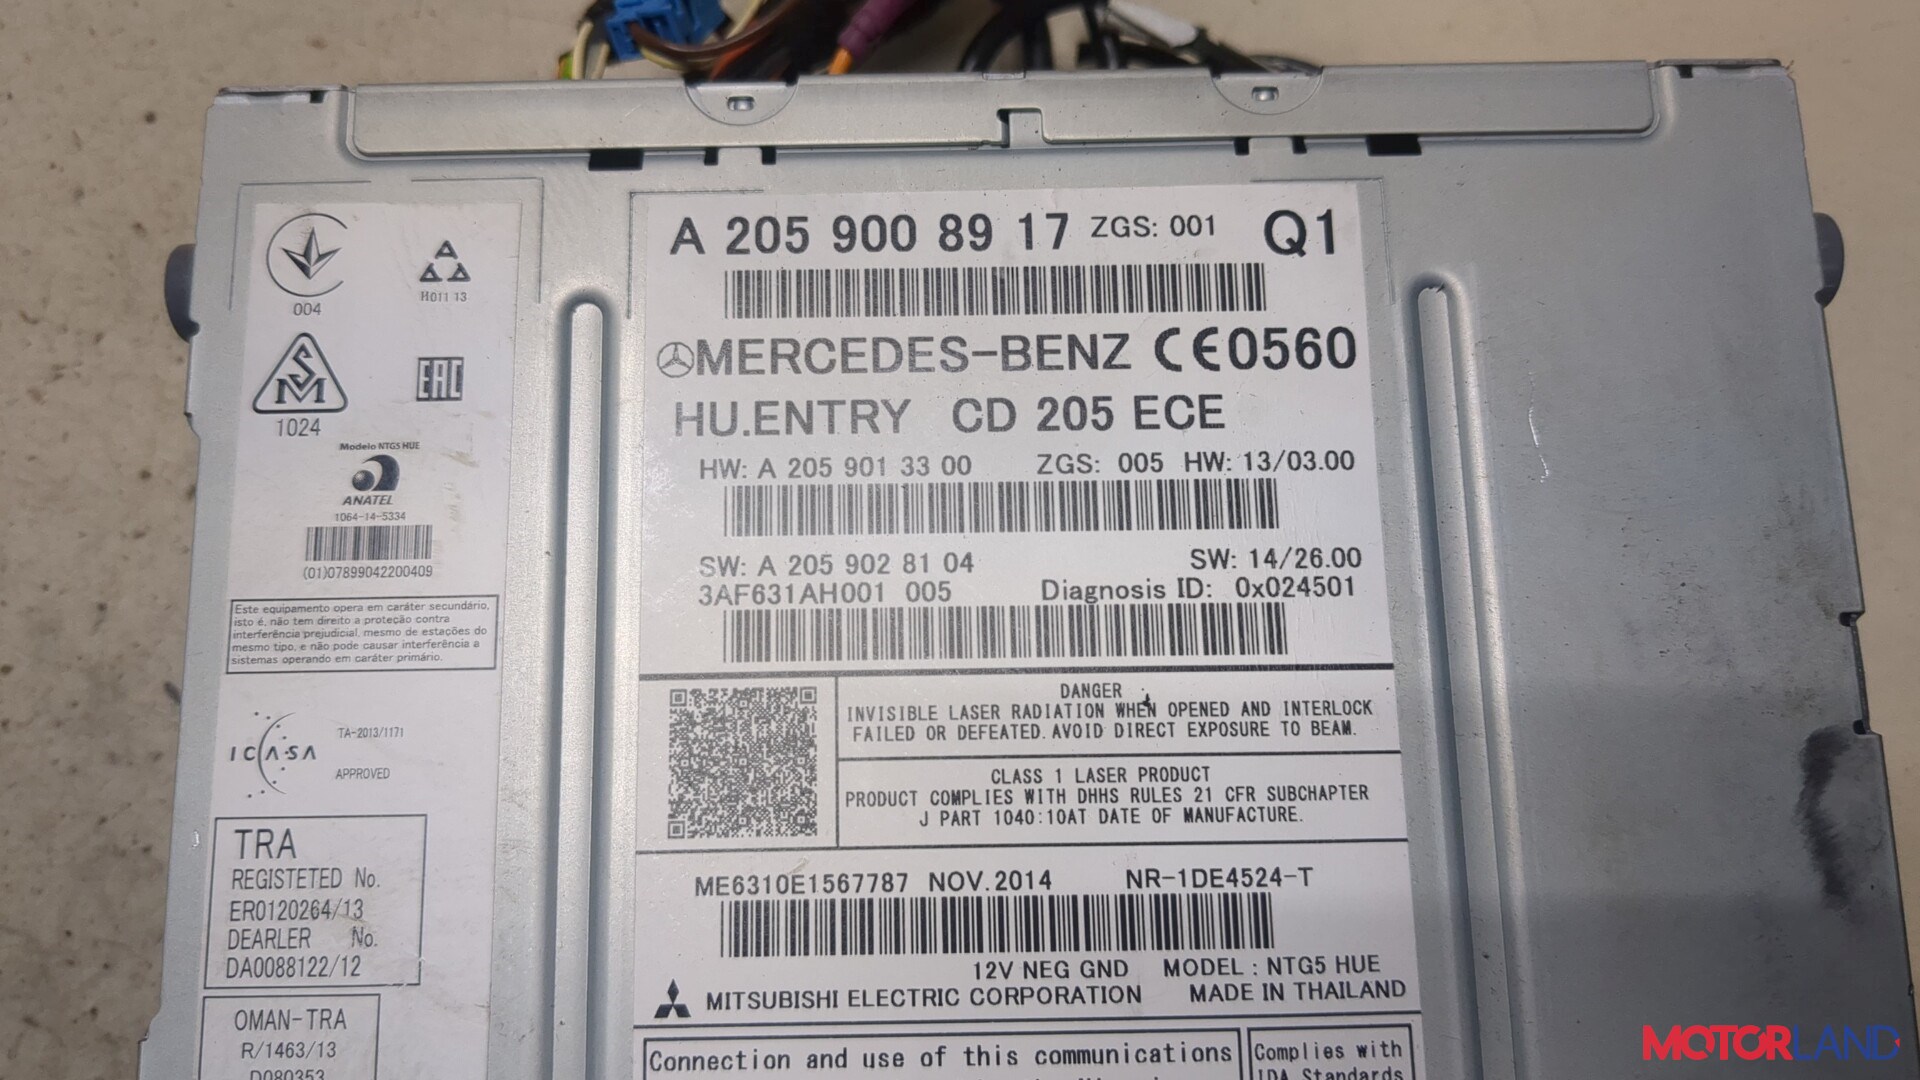 004
H011 13
SM
1024
EAC
Modelo NTG5 HUE
ANATEL
1064-14-5334
(01)07899042200409
Este equipamento opera em caráter secundário,
isto é, não tem direito a proteção contra
interferência prejudicial, mesmo de estações do
mesmo tipo, e não pode causar interferência a
sistemas operando em caráter primário.
ICASA
TA-2013/1171
APPROVED
TRA
REGISTETED No.
ER0120264/13
DEARLER No.
DA0088122/12
OMAN-TRA
R/1463/13
D080353
A 205 900 89 17 ZGS: 001 Q1
MERCEDES-BENZ CE0560
HU.ENTRY CD 205 ECE
HW: A 205 901 33 00 ZGS: 005 HW: 13/03.00
SW: A 205 902 81 04 SW: 14/26.00
3AF631AH001 005 Diagnosis ID: 0x024501
DANGER
INVISIBLE LASER RADIATION WHEN OPENED AND INTERLOCK
FAILED OR DEFEATED. AVOID DIRECT EXPOSURE TO BEAM.
CLASS 1 LASER PRODUCT
PRODUCT COMPLIES WITH DHHS RULES 21 CFR SUBCHAPTER
J PART 1040:10AT DATE OF MANUFACTURE.
ME6310E1567787 NOV.2014 NR-1DE4524-T
12V NEG GND MODEL : NTG5 HUE
MITSUBISHI ELECTRIC CORPORATION MADE IN THAILAND
Connection and use of this communications
Complies with
IDA Standards
MOTORLAND